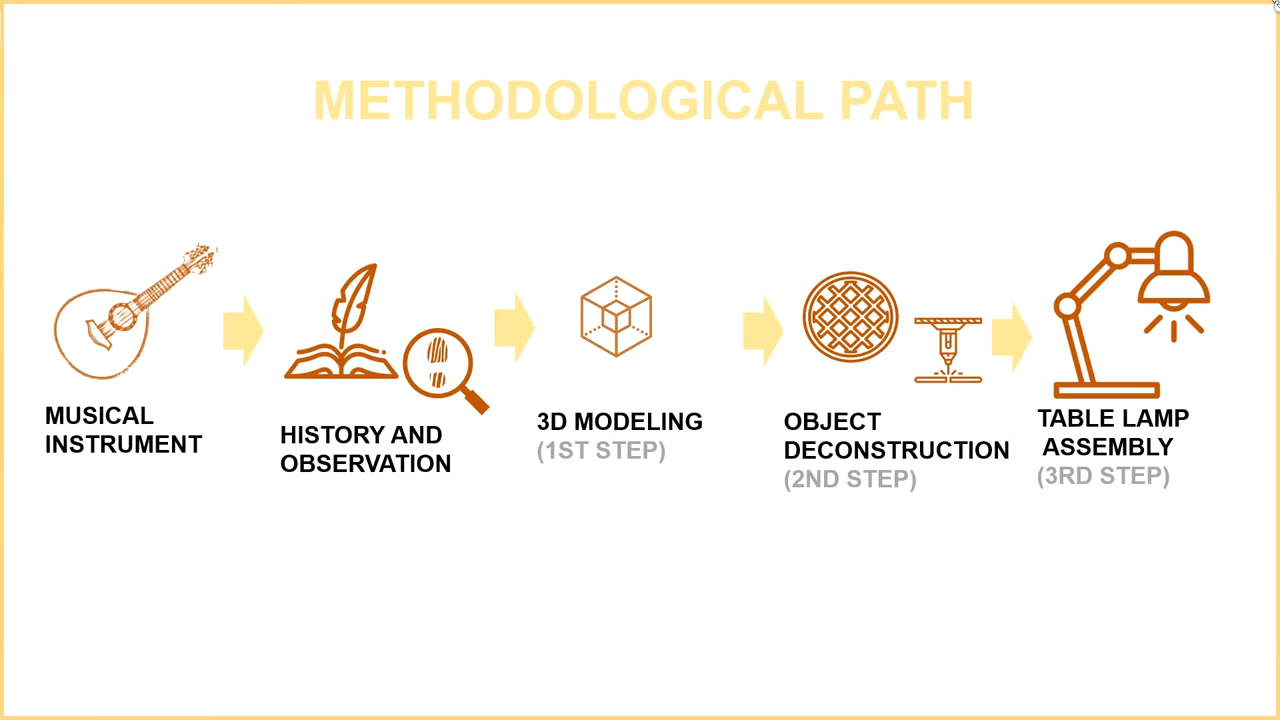 METHODOLOGICAL PATH
MUSICAL
INSTRUMENT
HISTORY AND
OBSERVATION
3D MODELING
(1ST STEP)
OBJECT
DECONSTRUCTION
(2ND STEP)
TABLE LAMP
ASSEMBLY
(3RD STEP)